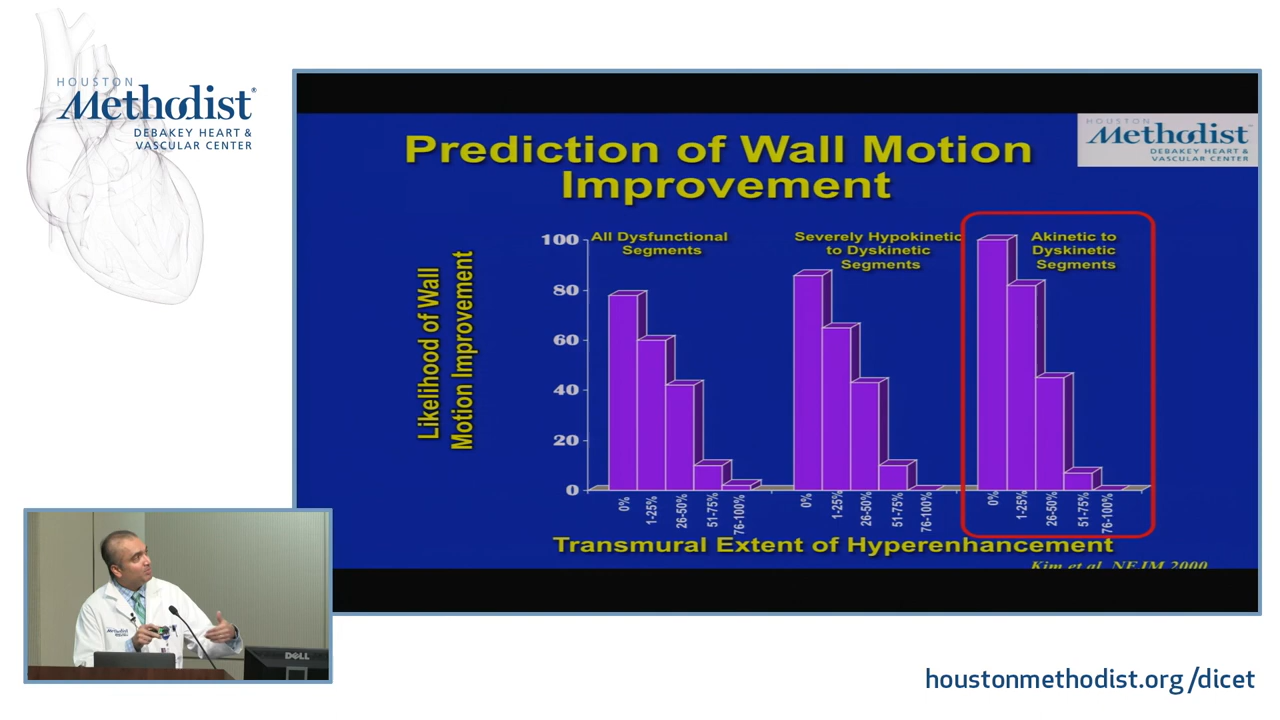 HOUSTON
Methodist®
DEBAKEY HEART &
VASCULAR CENTER
HOUSTON
Methodist
DEBAKEY HEART &
VASCULAR CENTER
Prediction of Wall Motion
Improvement
Likelihood of Wall
Motion Improvement
100
80
60
40
20
0
All Dysfunctional
Segments
Severely Hypokinetic
to Dyskinetic
Segments
Akinetic to
Dyskinetic
Segments
0%
1-25%
26-50%
51-75%
76-100%
0%
1-25%
26-50%
51-75%
76-100%
0%
1-25%
26-50%
51-75%
76-100%
Transmural Extent of Hyperenhancement
Kim et al. NEJM 2000
Methodist
DELL
houstonmethodist.org/dicet